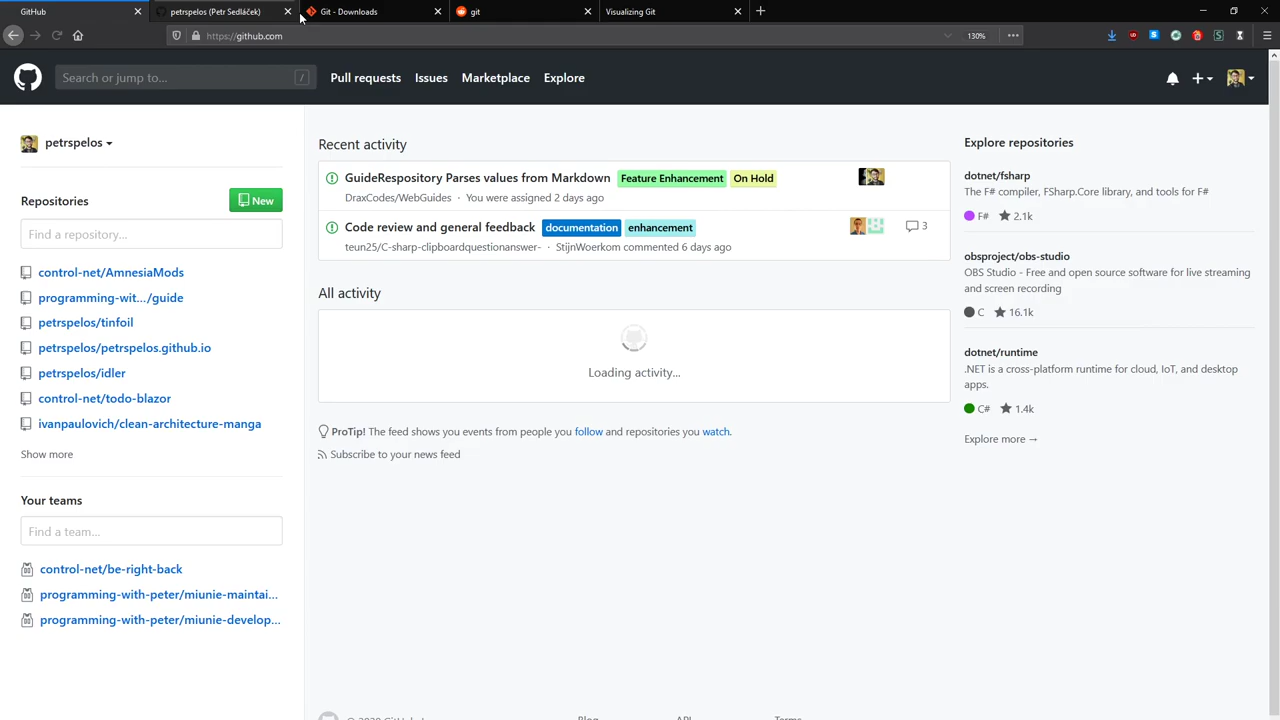 GitHub
petrspelos (Petr Sedláček)
Git - Downloads
git
Visualizing Git
https://github.com
130%
Search or jump to...
/
Pull requests
Issues
Marketplace
Explore
petrspelos
Repositories
New
Find a repository...
control-net/AmnesiaMods
programming-wit.../guide
petrspelos/tinfoil
petrspelos/petrspelos.github.io
petrspelos/idler
control-net/todo-blazor
ivanpaulovich/clean-architecture-manga
Show more
Your teams
Find a team...
control-net/be-right-back
programming-with-peter/miunie-maintai...
programming-with-peter/miunie-develop...
Recent activity
GuideRespository Parses values from Markdown Feature Enhancement On Hold
DraxCodes/WebGuides · You were assigned 2 days ago
Code review and general feedback documentation enhancement
3
teun25/C-sharp-clipboardquestionanswer- · StijnWoerkom commented 6 days ago
All activity
Loading activity...
ProTip! The feed shows you events from people you follow and repositories you watch.
Subscribe to your news feed
Explore repositories
dotnet/fsharp
The F# compiler, FSharp.Core library, and tools for F#
F# 2.1k
obsproject/obs-studio
OBS Studio - Free and open source software for live streaming
and screen recording
C 16.1k
dotnet/runtime
.NET is a cross-platform runtime for cloud, IoT, and desktop
apps.
C# 1.4k
Explore more →